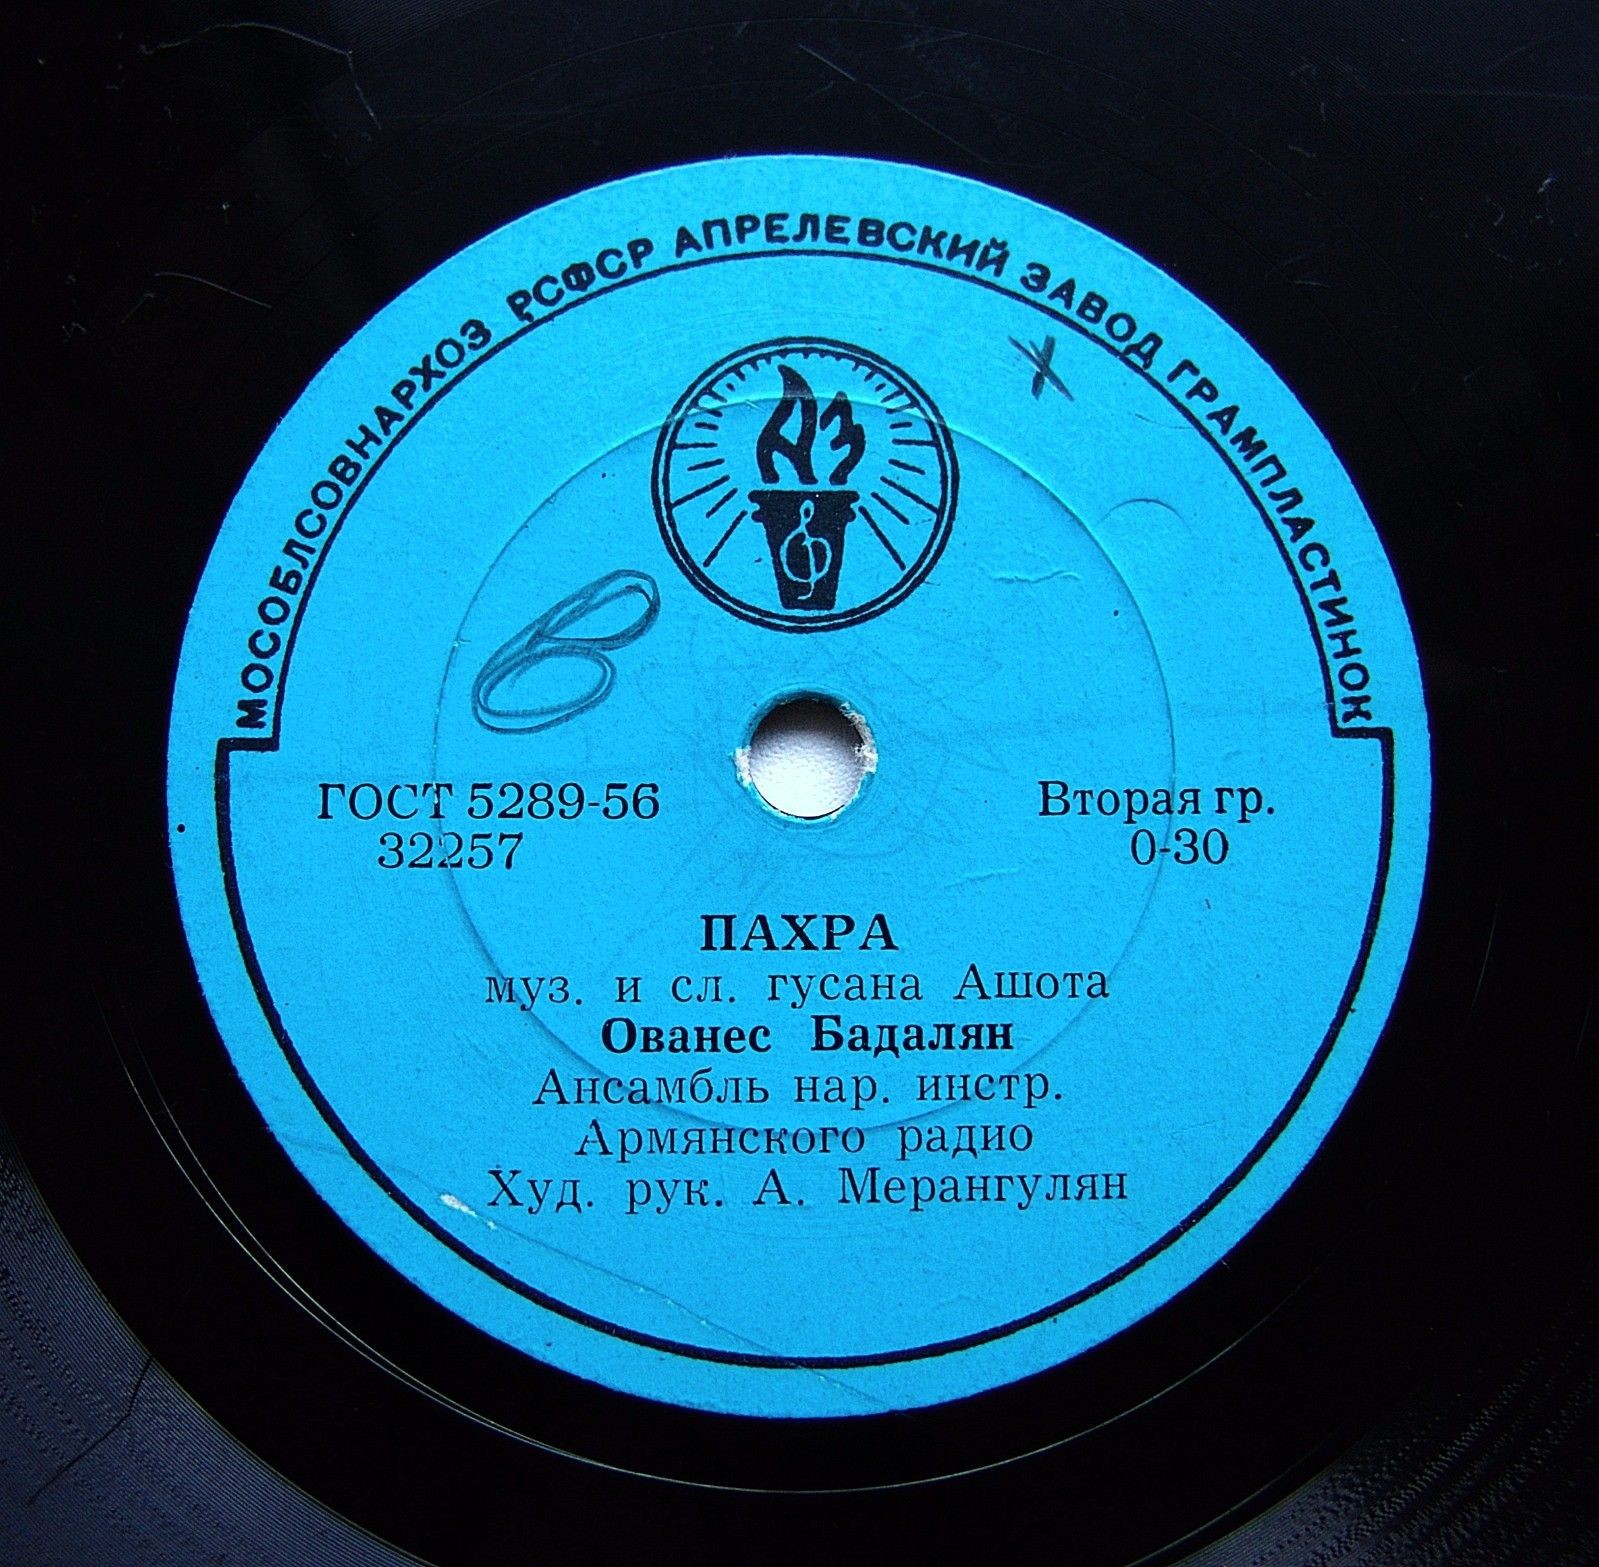 МОСОБЛСОВНАРХОЗ РСФСР АПРЕЛЕВСКИЙ ЗАВОД ГРАМПЛАСТИНОК
АЗ
ГОСТ 5289-56
32257
Вторая гр.
0-30
ПАХРА
муз. и сл. гусана Ашота
Ованес Бадалян
Ансамбль нар. инстр.
Армянского радио
Худ. рук. А. Мерангулян